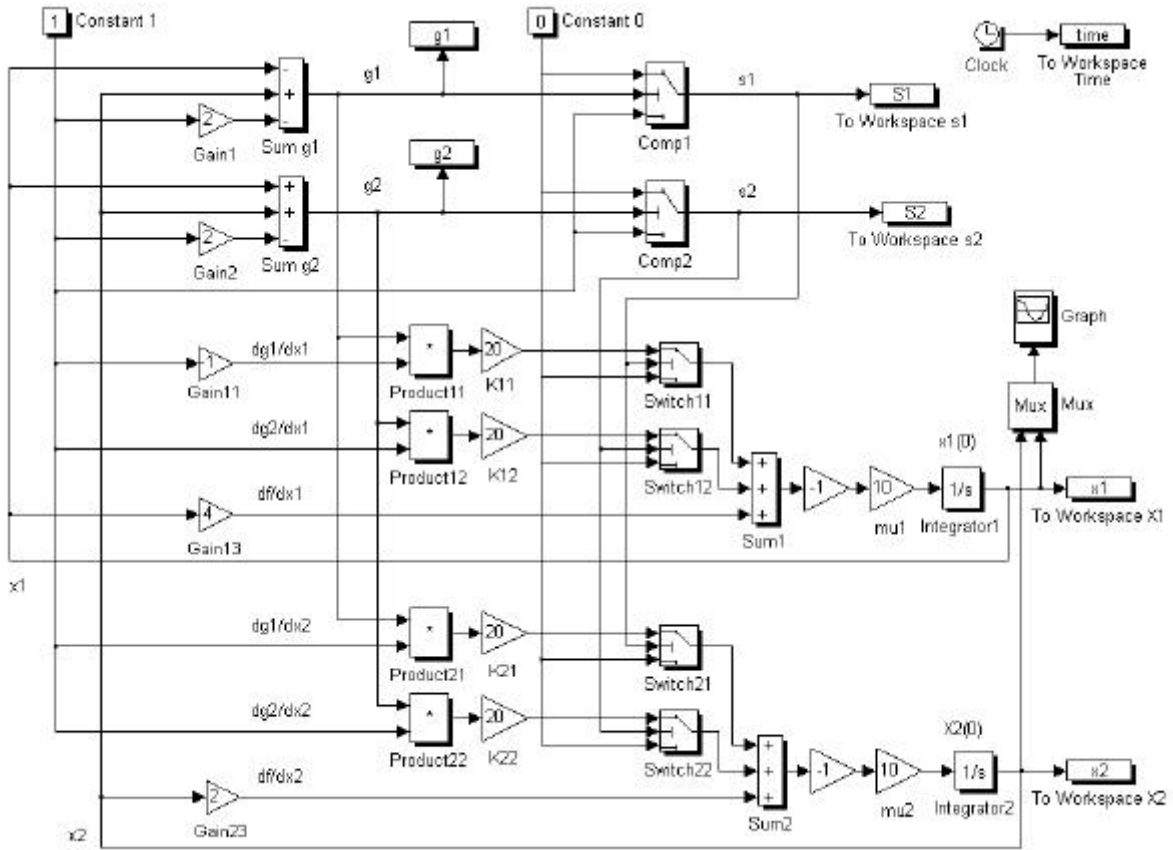 1 Constant 1
0 Constant 0
g1
g1
s1
Clock
time
To Workspace
Time
-
+
-
2
Gain1
Sum g1
Comp1
S1
To Workspace s1
g2
g2
s2
+
+
-
2
Gain2
Sum g2
Comp2
S2
To Workspace s2
Graph
dg1/dx1
-1
Gain11
*
Product11
20
K11
Switch11
Mux
Mux
dg2/dx1
*
Product12
20
K12
Switch12
x1(0)
df/dx1
4
Gain13
+
+
+
Sum1
-1
10
mu1
1/s
Integrator1
x1
To Workspace X1
x1
dg1/dx2
*
Product21
20
K21
Switch21
dg2/dx2
*
Product22
20
K22
Switch22
X2(0)
df/dx2
2
Gain23
+
+
+
Sum2
-1
10
mu2
1/s
Integrator2
x2
To Workspace X2
x2